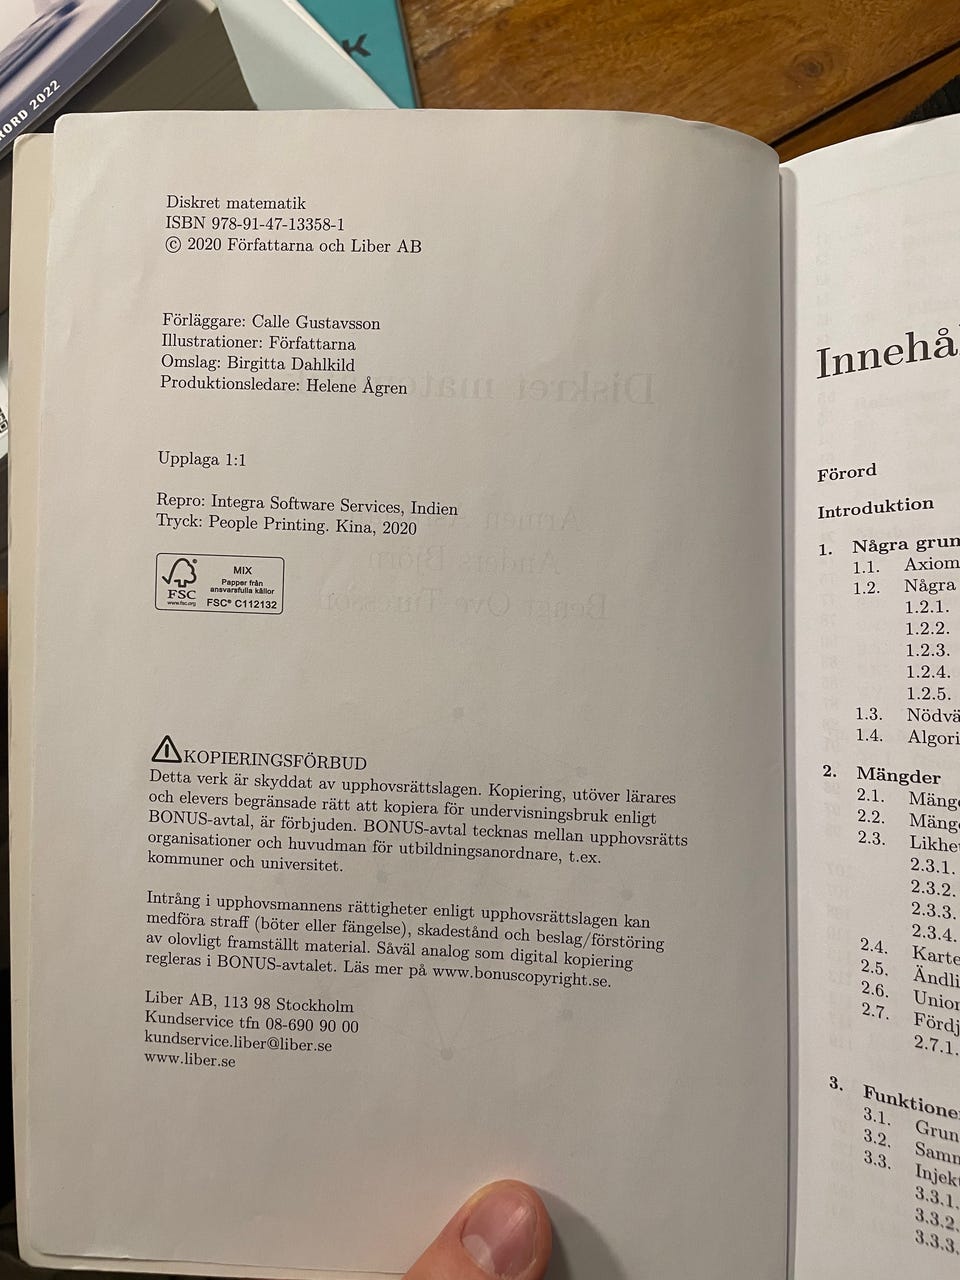 ORD 2022
K
Diskret matematik
ISBN 978-91-47-13358-1
© 2020 Författarna och Liber AB
Förläggare: Calle Gustavsson
Illustrationer: Författarna
Omslag: Birgitta Dahlkild
Produktionsledare: Helene Ågren
Upplaga 1:1
Repro: Integra Software Services, Indien
Tryck: People Printing. Kina, 2020
FSC
www.fsc.org
MIX
Papper från
ansvarsfulla källor
FSC® C112132
KOPIERINGSFÖRBUD
Detta verk är skyddat av upphovsrättslagen. Kopiering, utöver lärares
och elevers begränsade rätt att kopiera för undervisningsbruk enligt
BONUS-avtal, är förbjuden. BONUS-avtal tecknas mellan upphovsrätts
organisationer och huvudman för utbildningsanordnare, t.ex.
kommuner och universitet.
Intrång i upphovsmannens rättigheter enligt upphovsrättslagen kan
medföra straff (böter eller fängelse), skadestånd och beslag/förstöring
av olovligt framställt material. Såväl analog som digital kopiering
regleras i BONUS-avtalet. Läs mer på www.bonuscopyright.se.
Liber AB, 113 98 Stockholm
Kundservice tfn 08-690 90 00
kundservice.liber@liber.se
www.liber.se
Innehå
Förord
Introduktion
1. Några grun
1.1. Axiom
1.2. Några
1.2.1.
1.2.2.
1.2.3.
1.2.4.
1.2.5.
1.3. Nödvä
1.4. Algori
2. Mängder
2.1. Mäng
2.2. Mäng
2.3. Likhe
2.3.1.
2.3.2.
2.3.3.
2.3.4.
2.4. Karte
2.5. Ändli
2.6. Union
2.7. Fördj
2.7.1.
3. Funktione
3.1. Grun
3.2. Samm
3.3. Injek
3.3.1.
3.3.2.
3.3.3.